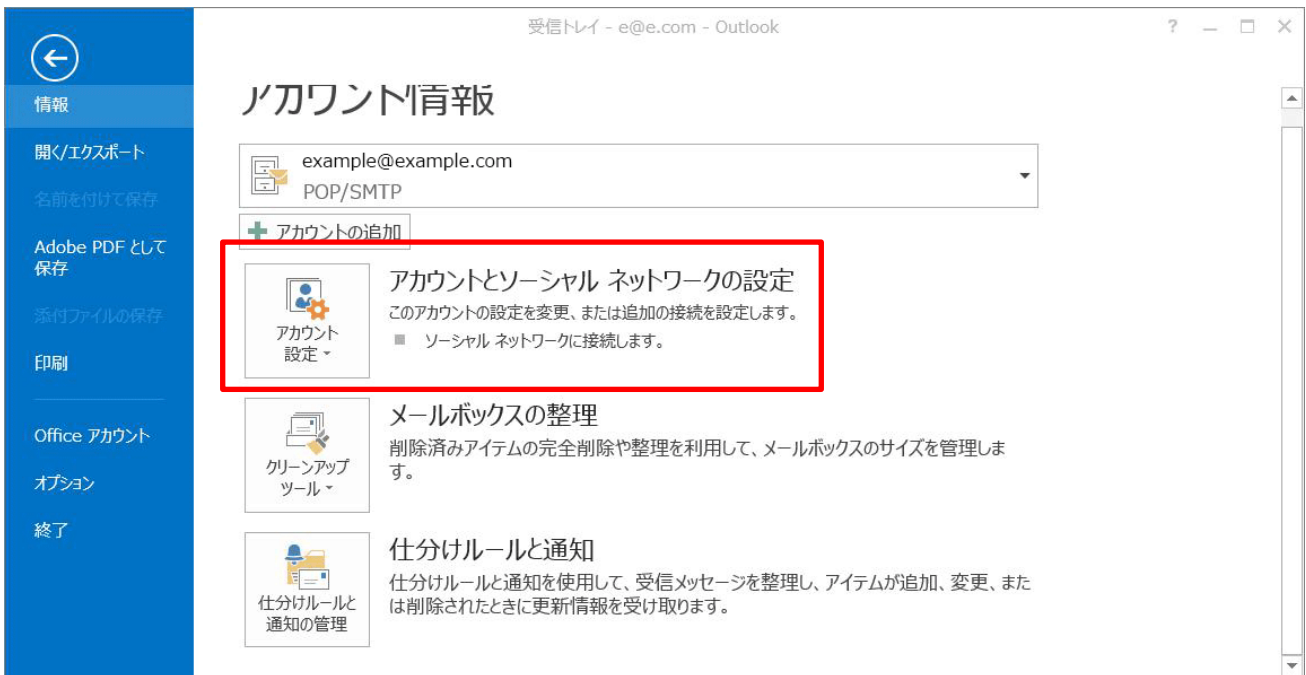 受信トレイ - e@e.com - Outlook
?
情報
開く/エクスポート
名前を付けて保存
Adobe PDF として
保存
添付ファイルの保存
印刷
Office アカウント
オプション
終了
アカウント情報
example@example.com
POP/SMTP
アカウントの追加
アカウント
設定
アカウントとソーシャル ネットワークの設定
このアカウントの設定を変更、または追加の接続を設定します。
ソーシャル ネットワークに接続します。
クリーンアップ
ツール
メールボックスの整理
削除済みアイテムの完全削除や整理を利用して、メールボックスのサイズを管理しま
す。
仕分けルールと
通知の管理
仕分けルールと通知
仕分けルールと通知を使用して、受信メッセージを整理し、アイテムが追加、変更、また
は削除されたときに更新情報を受け取ります。